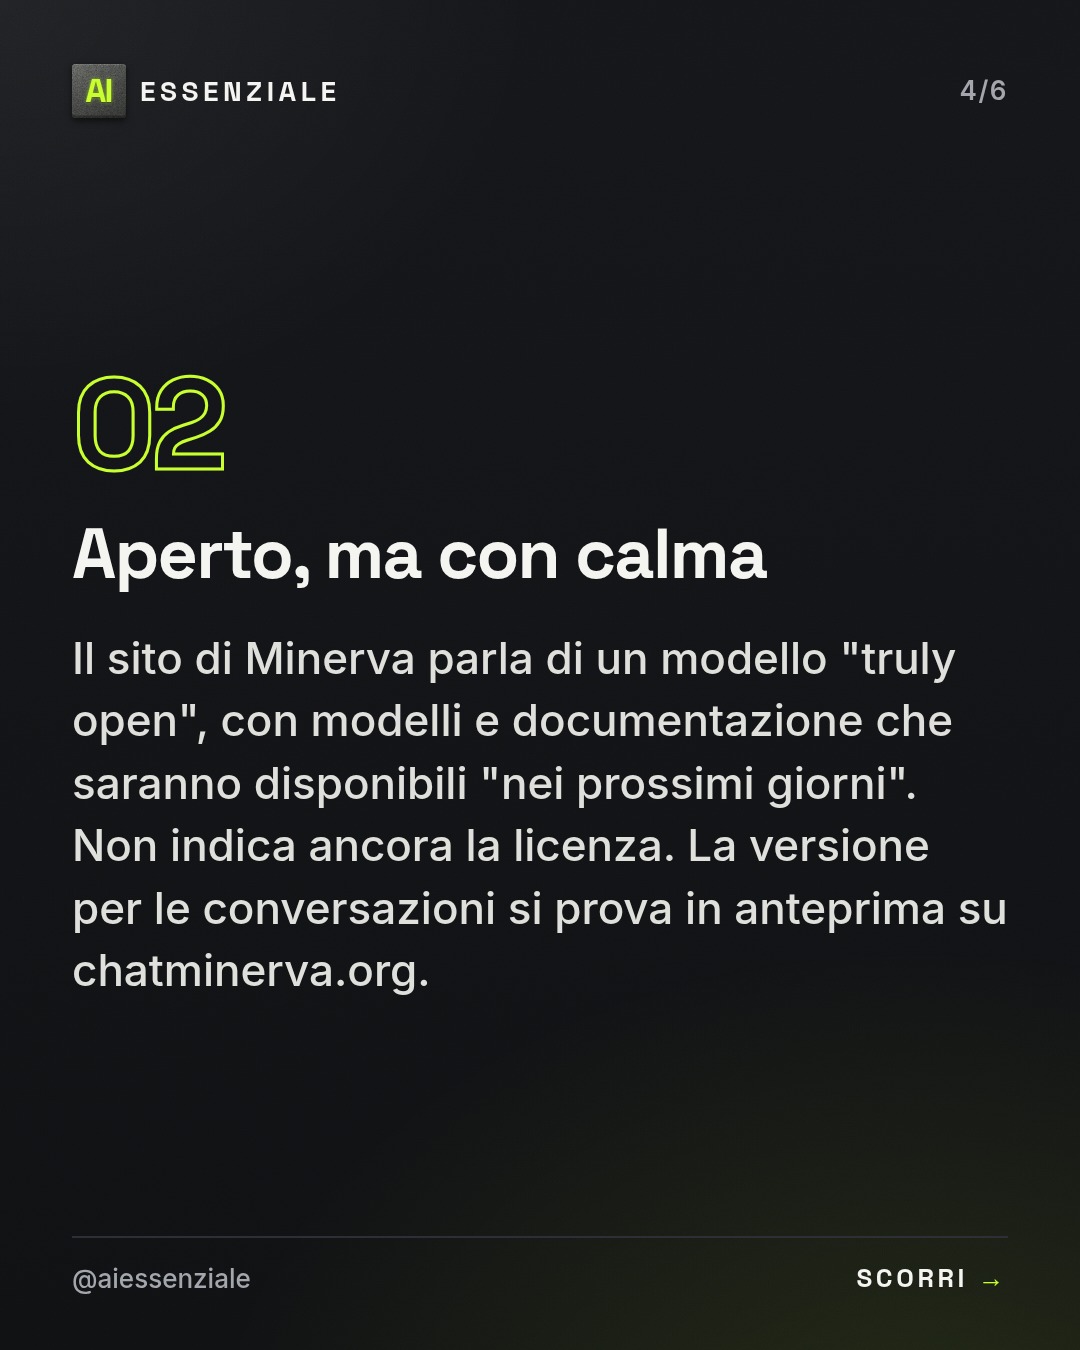 AI ESSENZIALE
4/6
02
Aperto, ma con calma
Il sito di Minerva parla di un modello "truly
open", con modelli e documentazione che
saranno disponibili "nei prossimi giorni".
Non indica ancora la licenza. La versione
per le conversazioni si prova in anteprima su
chatminerva.org.
@aiessenziale
SCORRI →